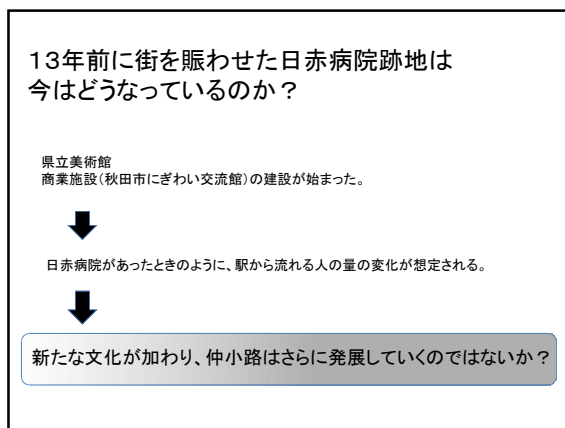 13年前に街を賑わせた日赤病院跡地は
今はどうなっているのか？
県立美術館
商業施設(秋田市にぎわい交流館)の建設が始まった。
日赤病院があったときのように、駅から流れる人の量の変化が想定される。
新たな文化が加わり、仲小路はさらに発展していくのではないか？